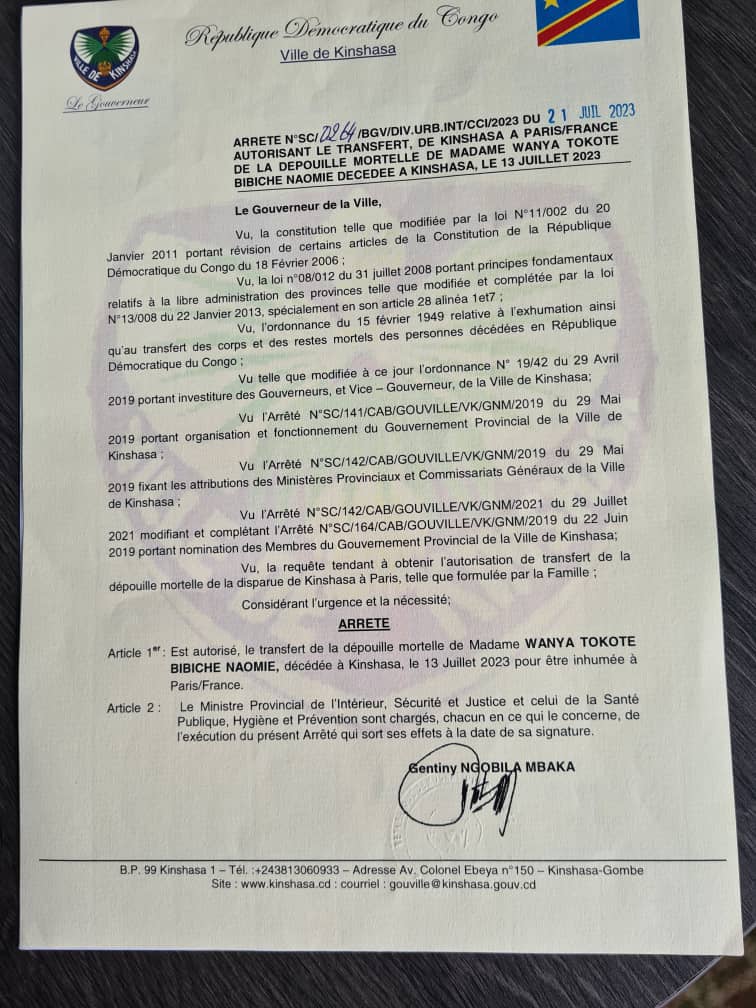 République Démocratique du Congo
Ville de Kinshasa
VILLE DE KINSHASA
Le Gouverneur
ARRETE N°SC/0264/BGV/DIV.URB.INT/CCI/2023 DU 21 JUIL 2023
AUTORISANT LE TRANSFERT, DE KINSHASA A PARIS/FRANCE
DE LA DEPOUILLE MORTELLE DE MADAME WANYA TOKOTE
BIBICHE NAOMIE DECEDEE A KINSHASA, LE 13 JUILLET 2023
Le Gouverneur de la Ville,
Vu, la constitution telle que modifiée par la loi N°11/002 du 20
Janvier 2011 portant révision de certains articles de la Constitution de la République
Démocratique du Congo du 18 Février 2006 ;
Vu, la loi n°08/012 du 31 juillet 2008 portant principes fondamentaux
relatifs à la libre administration des provinces telle que modifiée et complétée par la loi
N°13/008 du 22 Janvier 2013, spécialement en son article 28 alinéa 1et7 ;
Vu, l'ordonnance du 15 février 1949 relative à l'exhumation ainsi
qu'au transfert des corps et des restes mortels des personnes décédées en République
Démocratique du Congo ;
Vu telle que modifiée à ce jour l'ordonnance N° 19/42 du 29 Avril
2019 portant investiture des Gouverneurs, et Vice – Gouverneur, de la Ville de Kinshasa;
Vu l'Arrêté N°SC/141/CAB/GOUVILLE/VK/GNM/2019 du 29 Mai
2019 portant organisation et fonctionnement du Gouvernement Provincial de la Ville de
Kinshasa ;
Vu l'Arrêté N°SC/142/CAB/GOUVILLE/VK/GNM/2019 du 29 Mai
2019 fixant les attributions des Ministères Provinciaux et Commissariats Généraux de la Ville
de Kinshasa ;
Vu l'Arrêté N°SC/142/CAB/GOUVILLE/VK/GNM/2021 du 29 Juillet
2021 modifiant et complétant l'Arrêté N°SC/164/CAB/GOUVILLE/VK/GNM/2019 du 22 Juin
2019 portant nomination des Membres du Gouvernement Provincial de la Ville de Kinshasa;
Vu, la requête tendant à obtenir l'autorisation de transfert de la
dépouille mortelle de la disparue de Kinshasa à Paris, telle que formulée par la Famille ;
Considérant l'urgence et la nécessité;
ARRETE
Article 1er : Est autorisé, le transfert de la dépouille mortelle de Madame WANYA TOKOTE
BIBICHE NAOMIE, décédée à Kinshasa, le 13 Juillet 2023 pour être inhumée à
Paris/France.
Article 2 : Le Ministre Provincial de l'Intérieur, Sécurité et Justice et celui de la Santé
Publique, Hygiène et Prévention sont chargés, chacun en ce qui le concerne, de
l'exécution du présent Arrêté qui sort ses effets à la date de sa signature.
Gentiny NGOBILA MBAKA
B.P. 99 Kinshasa 1 – Tél. :+243813060933 – Adresse Av. Colonel Ebeya n°150 – Kinshasa-Gombe
Site : www.kinshasa.cd : courriel : gouville@kinshasa.gouv.cd